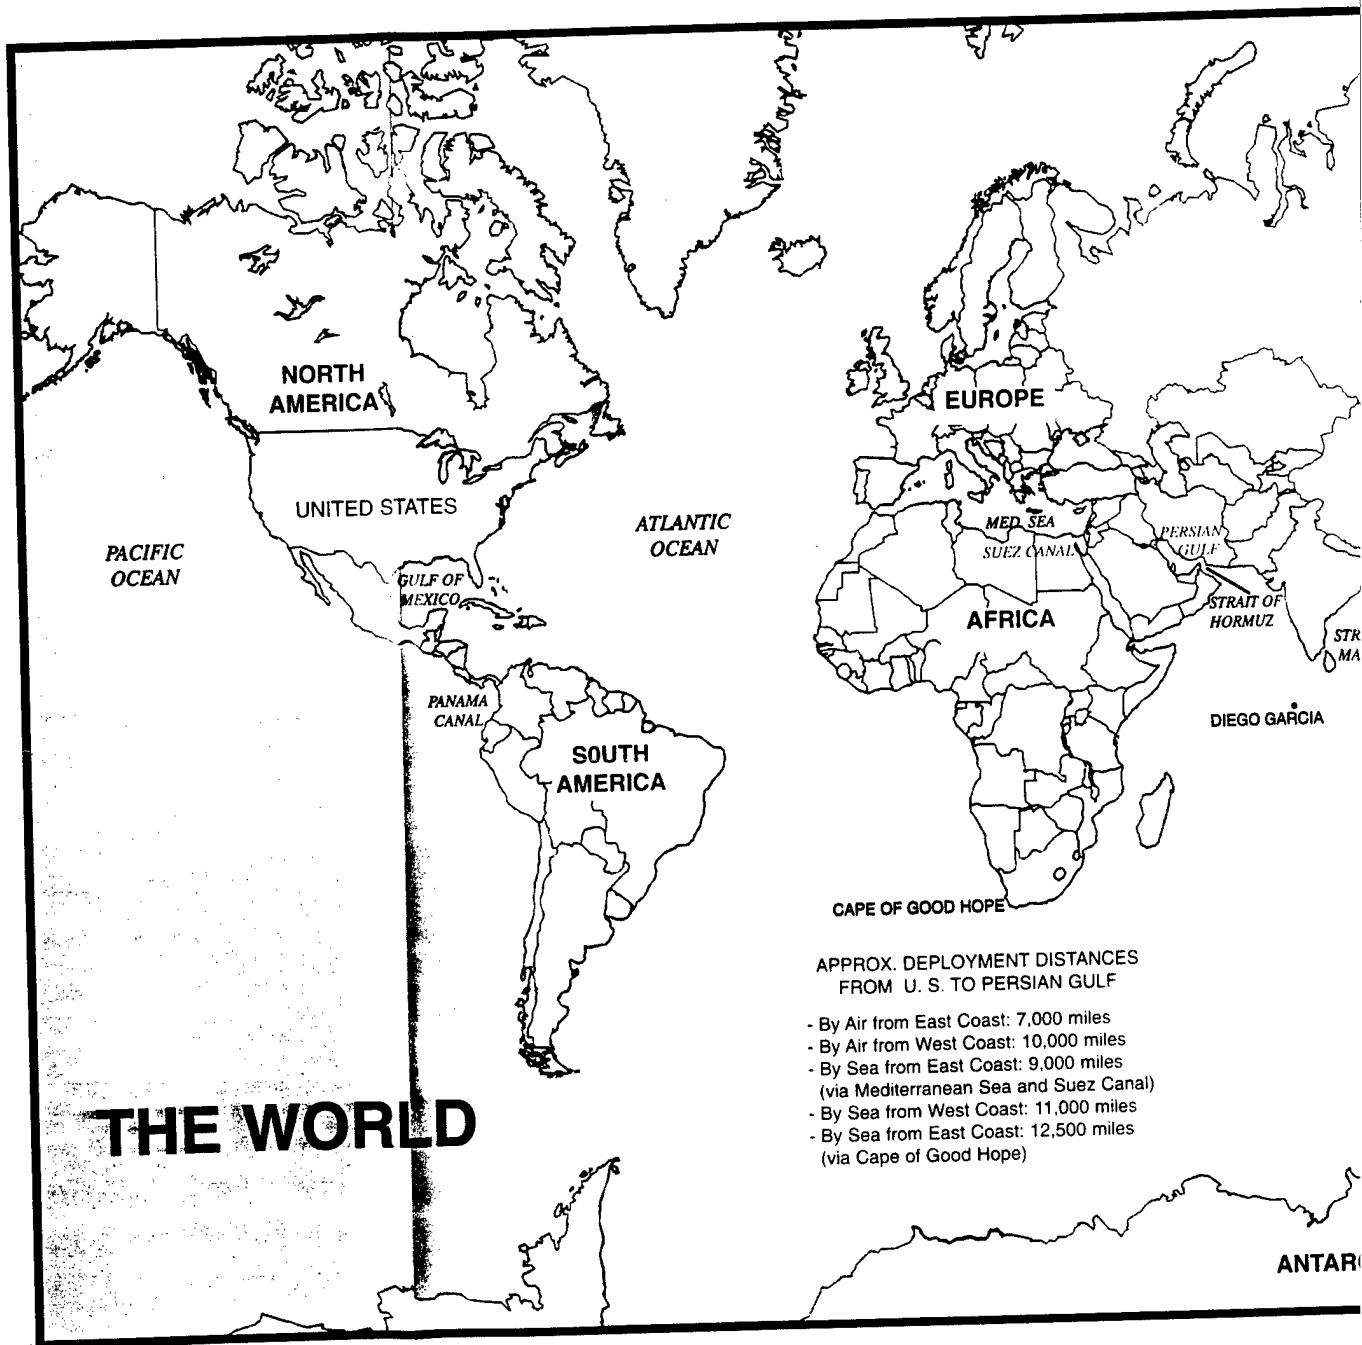 NORTH
AMERICA
EUROPE
UNITED STATES
ATLANTIC
OCEAN
MED SEA
SUEZ CANAL
PERSIAN
GULF
PACIFIC
OCEAN
GULF OF
MEXICO
AFRICA
STRAIT OF
HORMUZ
STR
MA
PANAMA
CANAL
DIEGO GARCIA
SOUTH
AMERICA
CAPE OF GOOD HOPE
APPROX. DEPLOYMENT DISTANCES
FROM U. S. TO PERSIAN GULF
- By Air from East Coast: 7,000 miles
- By Air from West Coast: 10,000 miles
- By Sea from East Coast: 9,000 miles
(via Mediterranean Sea and Suez Canal)
- By Sea from West Coast: 11,000 miles
- By Sea from East Coast: 12,500 miles
(via Cape of Good Hope)
THE WORLD
ANTAR